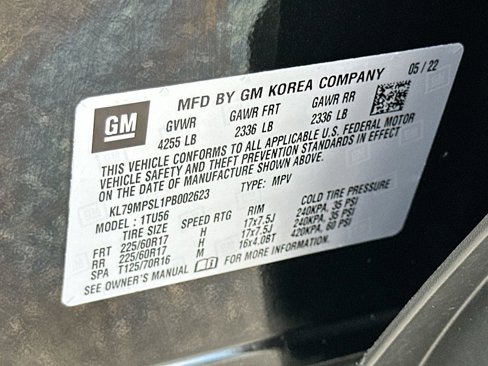 GM
MFD BY GM KOREA COMPANY
05 / 22
GVWR GAWR FRT GAWR RR
4255 LB 2336 LB 2336 LB
THIS VEHICLE CONFORMS TO ALL APPLICABLE U.S. FEDERAL MOTOR
VEHICLE SAFETY AND THEFT PREVENTION STANDARDS IN EFFECT
ON THE DATE OF MANUFACTURE SHOWN ABOVE.
KL79MPSL1PB002623 TYPE: MPV
MODEL : 1TU56
TIRE SIZE SPEED RTG RIM COLD TIRE PRESSURE
FRT 225/60R17 H 17x7.5J 240KPA, 35 PSI
RR 225/60R17 H 17x7.5J 240KPA, 35 PSI
SPA T125/70R16 M 16x4.0BT 420KPA, 60 PSI
SEE OWNER'S MANUAL FOR MORE INFORMATION.